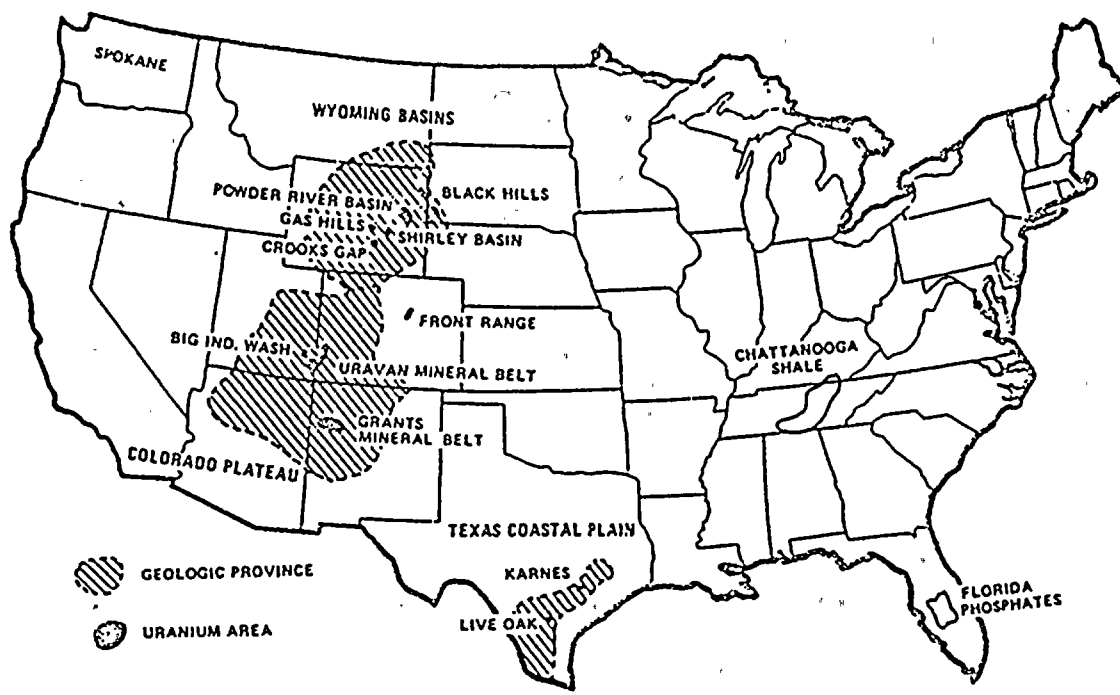 SPOKANE
WYOMING BASINS
POWDER RIVER BASIN
BLACK HILLS
GAS HILLS
SHIRLEY BASIN
CROOKS GAP
FRONT RANGE
BIG IND. WASH
URAVAN MINERAL BELT
CHATTANOOGA
SHALE
GRANTS
MINERAL BELT
COLORADO PLATEAU
TEXAS COASTAL PLAIN
KARNES
LIVE OAK
FLORIDA
PHOSPHATES
GEOLOGIC PROVINCE
URANIUM AREA